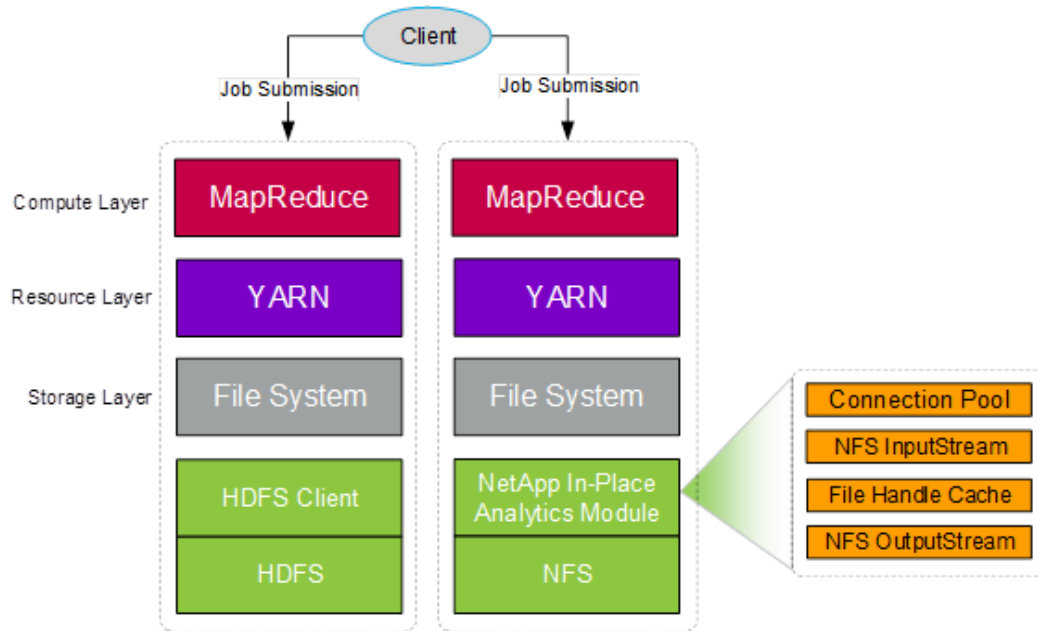 Client
Job Submission
Job Submission
Compute Layer
MapReduce
MapReduce
Resource Layer
YARN
YARN
Storage Layer
File System
File System
HDFS Client
HDFS
NetApp In-Place
Analytics Module
NFS
Connection Pool
NFS InputStream
File Handle Cache
NFS OutputStream